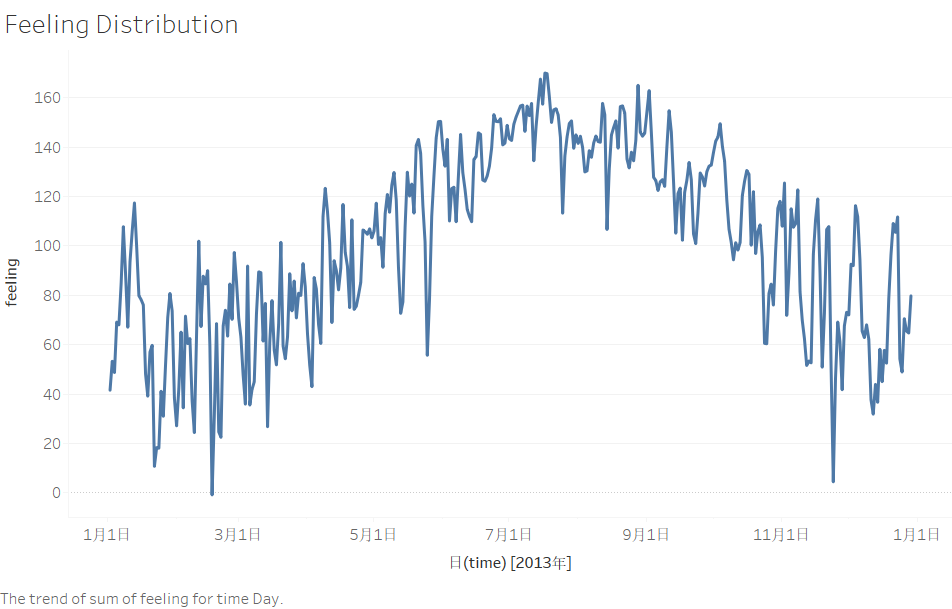 Feeling Distribution
160
140
120
100
80
60
40
20
0
feeling
1月1日 3月1日 5月1日 7月1日 9月1日 11月1日 1月1日
日(time) [2013年]
The trend of sum of feeling for time Day.